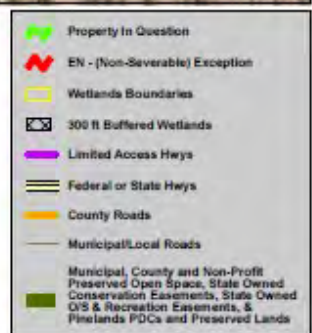 Property In Question
EN - (Non-Severable) Exception
Wetlands Boundaries
300 ft Buffered Wetlands
Limited Access Hwys
Federal or State Hwys
County Roads
Municipal/Local Roads
Municipal, County and Non-Profit
Preserved Open Space, State Owned
Conservation Easements, State Owned
O/S & Recreation Easements, &
Pinelands PDCs and Preserved Lands